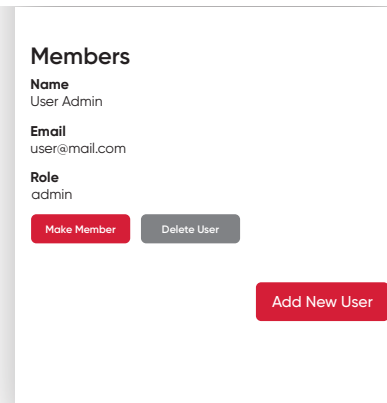 Members
Name
User Admin
Email
user@mail.com
Role
admin
Make Member
Delete User
Add New User